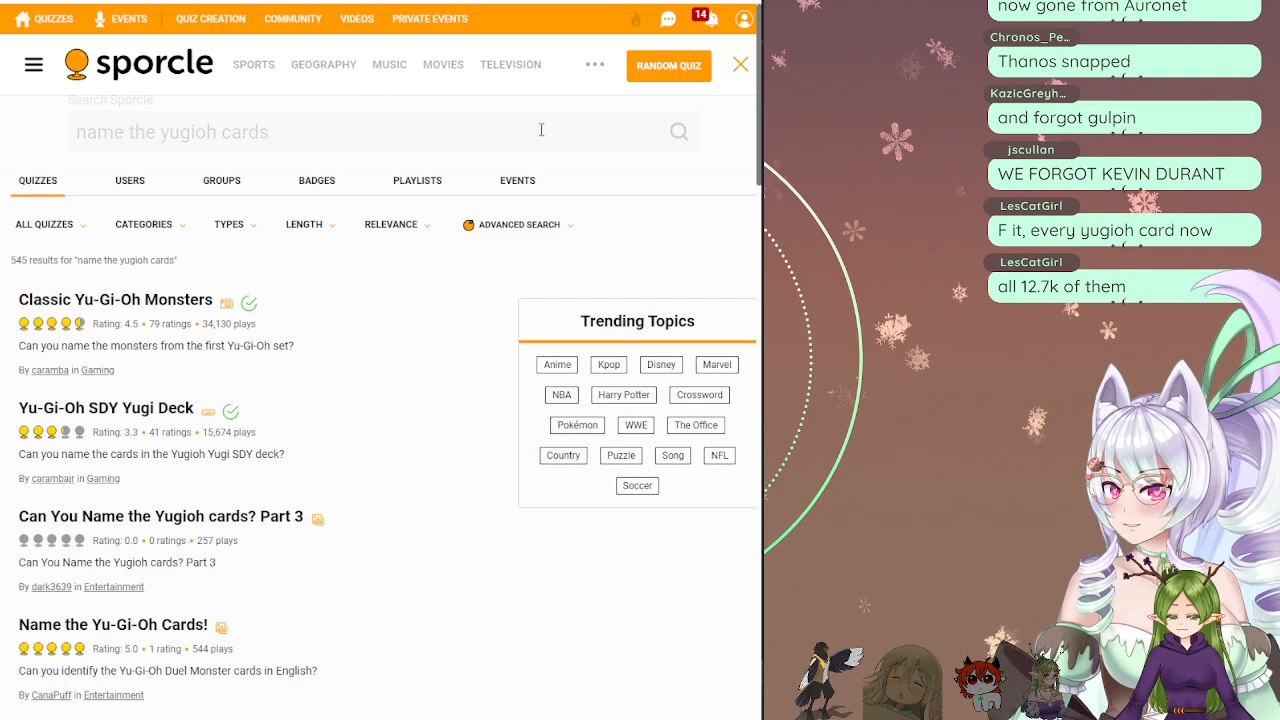 QUIZZES
EVENTS
QUIZ CREATION
COMMUNITY
VIDEOS
PRIVATE EVENTS
14
sporcle
SPORTS
GEOGRAPHY
MUSIC
MOVIES
TELEVISION
RANDOM QUIZ
Search Sporcle
name the yugioh cards
QUIZZES
USERS
GROUPS
BADGES
PLAYLISTS
EVENTS
ALL QUIZZES
CATEGORIES
TYPES
LENGTH
RELEVANCE
ADVANCED SEARCH
545 results for "name the yugioh cards"
Classic Yu-Gi-Oh Monsters
Rating: 4.5 • 79 ratings • 34,130 plays
Can you name the monsters from the first Yu-Gi-Oh set?
By caramba in Gaming
Yu-Gi-Oh SDY Yugi Deck
Rating: 3.3 • 41 ratings • 15,674 plays
Can you name the cards in the Yugioh Yugi SDY deck?
By carambajr in Gaming
Can You Name the Yugioh cards? Part 3
Rating: 0.0 • 0 ratings • 257 plays
Can You Name the Yugioh cards? Part 3
By dark3639 in Entertainment
Name the Yu-Gi-Oh Cards!
Rating: 5.0 • 1 rating • 544 plays
Can you identify the Yu-Gi-Oh Duel Monster cards in English?
By CanaPuff in Entertainment
Trending Topics
Anime
Kpop
Disney
Marvel
NBA
Harry Potter
Crossword
Pokémon
WWE
The Office
Country
Puzzle
Song
NFL
Soccer
now gone from Auronet
Chronos_Pe...
Thanos snapped
KazicGreyh...
and forgot gulpin
jscullan
WE FORGOT KEVIN DURANT
LesCatGirl
F it, every yugioh card now
LesCatGirl
all 12.7k of them